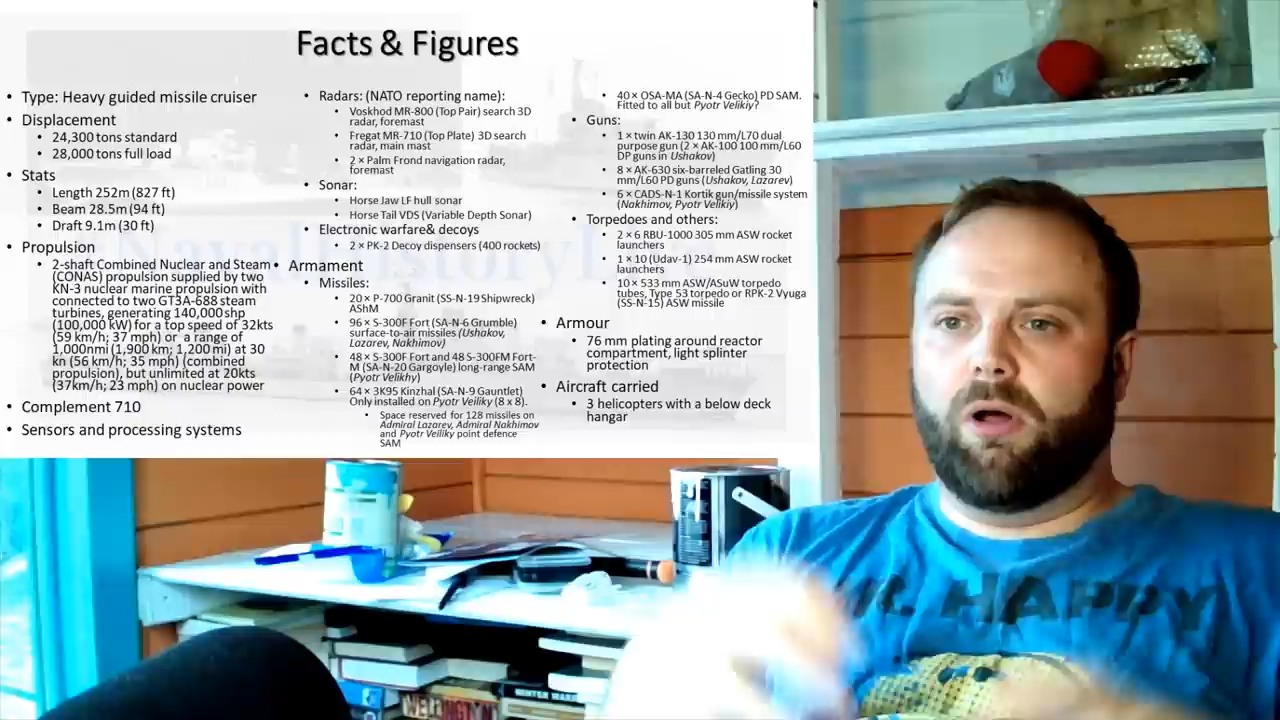 Facts & Figures
• Type: Heavy guided missile cruiser
• Displacement
• 24,300 tons standard
• 28,000 tons full load
• Stats
• Length 252m (827 ft)
• Beam 28.5m (94 ft)
• Draft 9.1m (30 ft)
• Propulsion
• 2-shaft Combined Nuclear and Steam
(CONAS) propulsion supplied by two
KN-3 nuclear marine propulsion with
connected to two GT3A-688 steam
turbines, generating 140,000 shp
(100,000 kW) for a top speed of 32kts
(59 km/h; 37 mph) or a range of
1,000nmi (1,900 km; 1,200 mi) at 30
kn (56 km/h; 35 mph) (combined
propulsion), but unlimited at 20kts
(37km/h; 23 mph) on nuclear power
• Complement 710
• Sensors and processing systems
• Radars: (NATO reporting name):
• Voskhod MR-800 (Top Pair) search 3D
radar, foremast
• Fregat MR-710 (Top Plate) 3D search
radar, main mast
• 2 × Palm Frond navigation radar,
foremast
• Sonar:
• Horse Jaw LF hull sonar
• Horse Tail VDS (Variable Depth Sonar)
• Electronic warfare& decoys
• 2 × PK-2 Decoy dispensers (400 rockets)
• Armament
• Missiles:
• 20 × P-700 Granit (SS-N-19 Shipwreck)
AShM
• 96 × S-300F Fort (SA-N-6 Grumble)
surface-to-air missiles (Ushakov,
Lazarev, Nakhimov)
• 48 × S-300F Fort and 48 S-300FM Fort-
M (SA-N-20 Gargoyle) long-range SAM
(Pyotr Velikhy)
• 64 × 3K95 Kinzhal (SA-N-9 Gauntlet)
Only installed on Pyotr Veiliky (8 x 8).
• Space reserved for 128 missiles on
Admiral Lazarev, Admiral Nakhimov
and Pyotr Veiliky point defence
SAM
• 40 × OSA-MA (SA-N-4 Gecko) PD SAM.
Fitted to all but Pyotr Velikiy?
• Guns:
• 1 × twin AK-130 130 mm/L70 dual
purpose gun (2 × AK-100 100 mm/L60
DP guns in Ushakov)
• 8 × AK-630 six-barreled Gatling 30
mm/L60 PD guns (Ushakov, Lazarev)
• 6 × CADS-N-1 Kortik gun/missile system
(Nakhimov, Pyotr Velikiy)
• Torpedoes and others:
• 2 × 6 RBU-1000 305 mm ASW rocket
launchers
• 1 × 10 (Udav-1) 254 mm ASW rocket
launchers
• 10 × 533 mm ASW/ASuW torpedo
tubes, Type 53 torpedo or RPK-2 Vyuga
(SS-N-15) ASW missile
• Armour
• 76 mm plating around reactor
compartment, light splinter
protection
• Aircraft carried
• 3 helicopters with a below deck
hangar
HAPPY
WELLINGTON